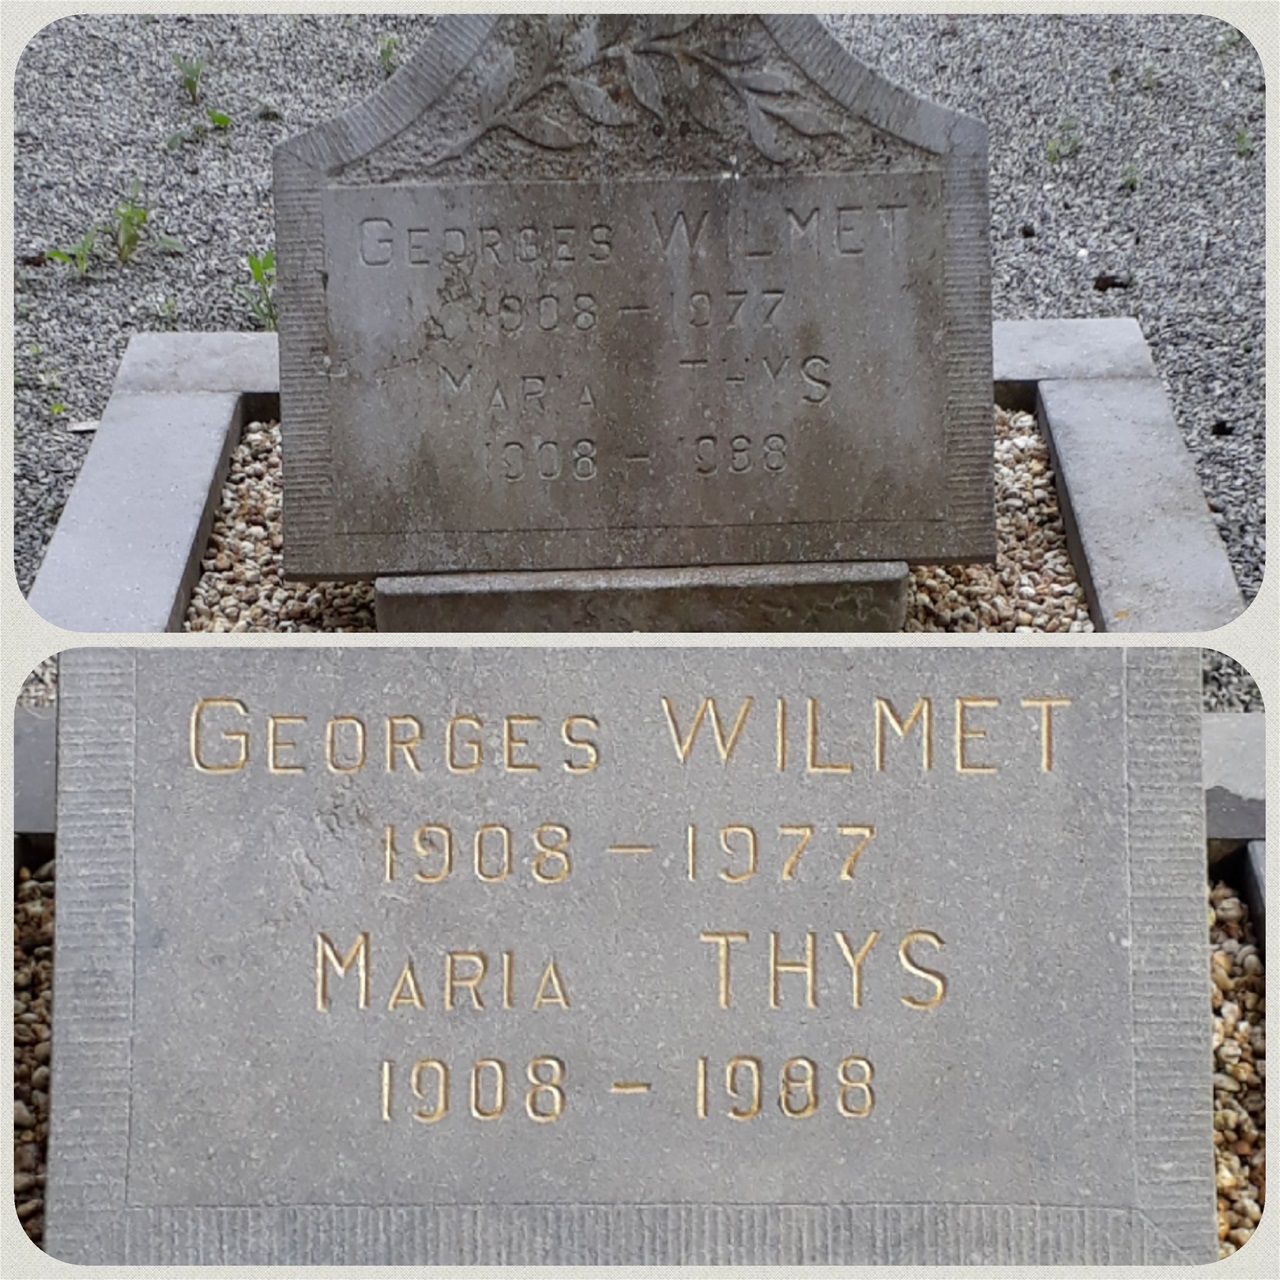 GEORGES WILMET
1908 - 1977
MARIA THYS
1908 - 1988
GEORGES WILMET
1908 - 1977
MARIA THYS
1908 - 1988